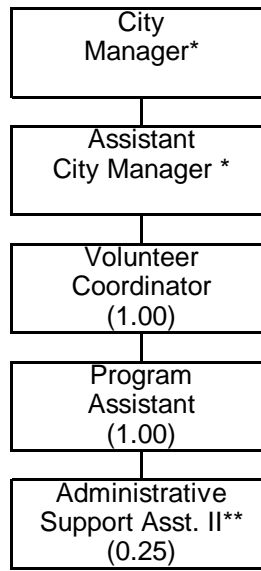 City
Manager*
Assistant
City Manager *
Volunteer
Coordinator
(1.00)
Program
Assistant
(1.00)
Administrative
Support Asst. II**
(0.25)